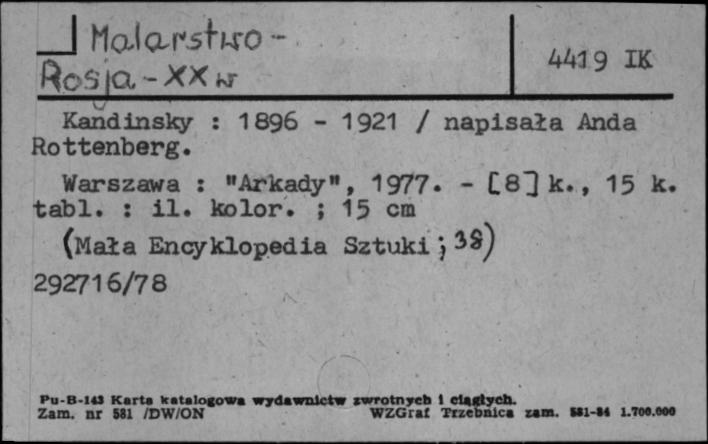 Malarstwo -
Rosja - XX w
4419 IK
Kandinsky : 1896 - 1921 / napisała Anda
Rottenberg.
Warszawa : "Arkady", 1977. - [8] k., 15 k.
tabl. : il. kolor. ; 15 cm
(Mała Encyklopedia Sztuki ; 38)
292716/78
Pu-B-143 Karta katalogowa wydawnictw zwrotnych i ciągłych.
Zam. nr 581 /DW/ON WZGraf Trzebnica zam. 581-84 1.700.000